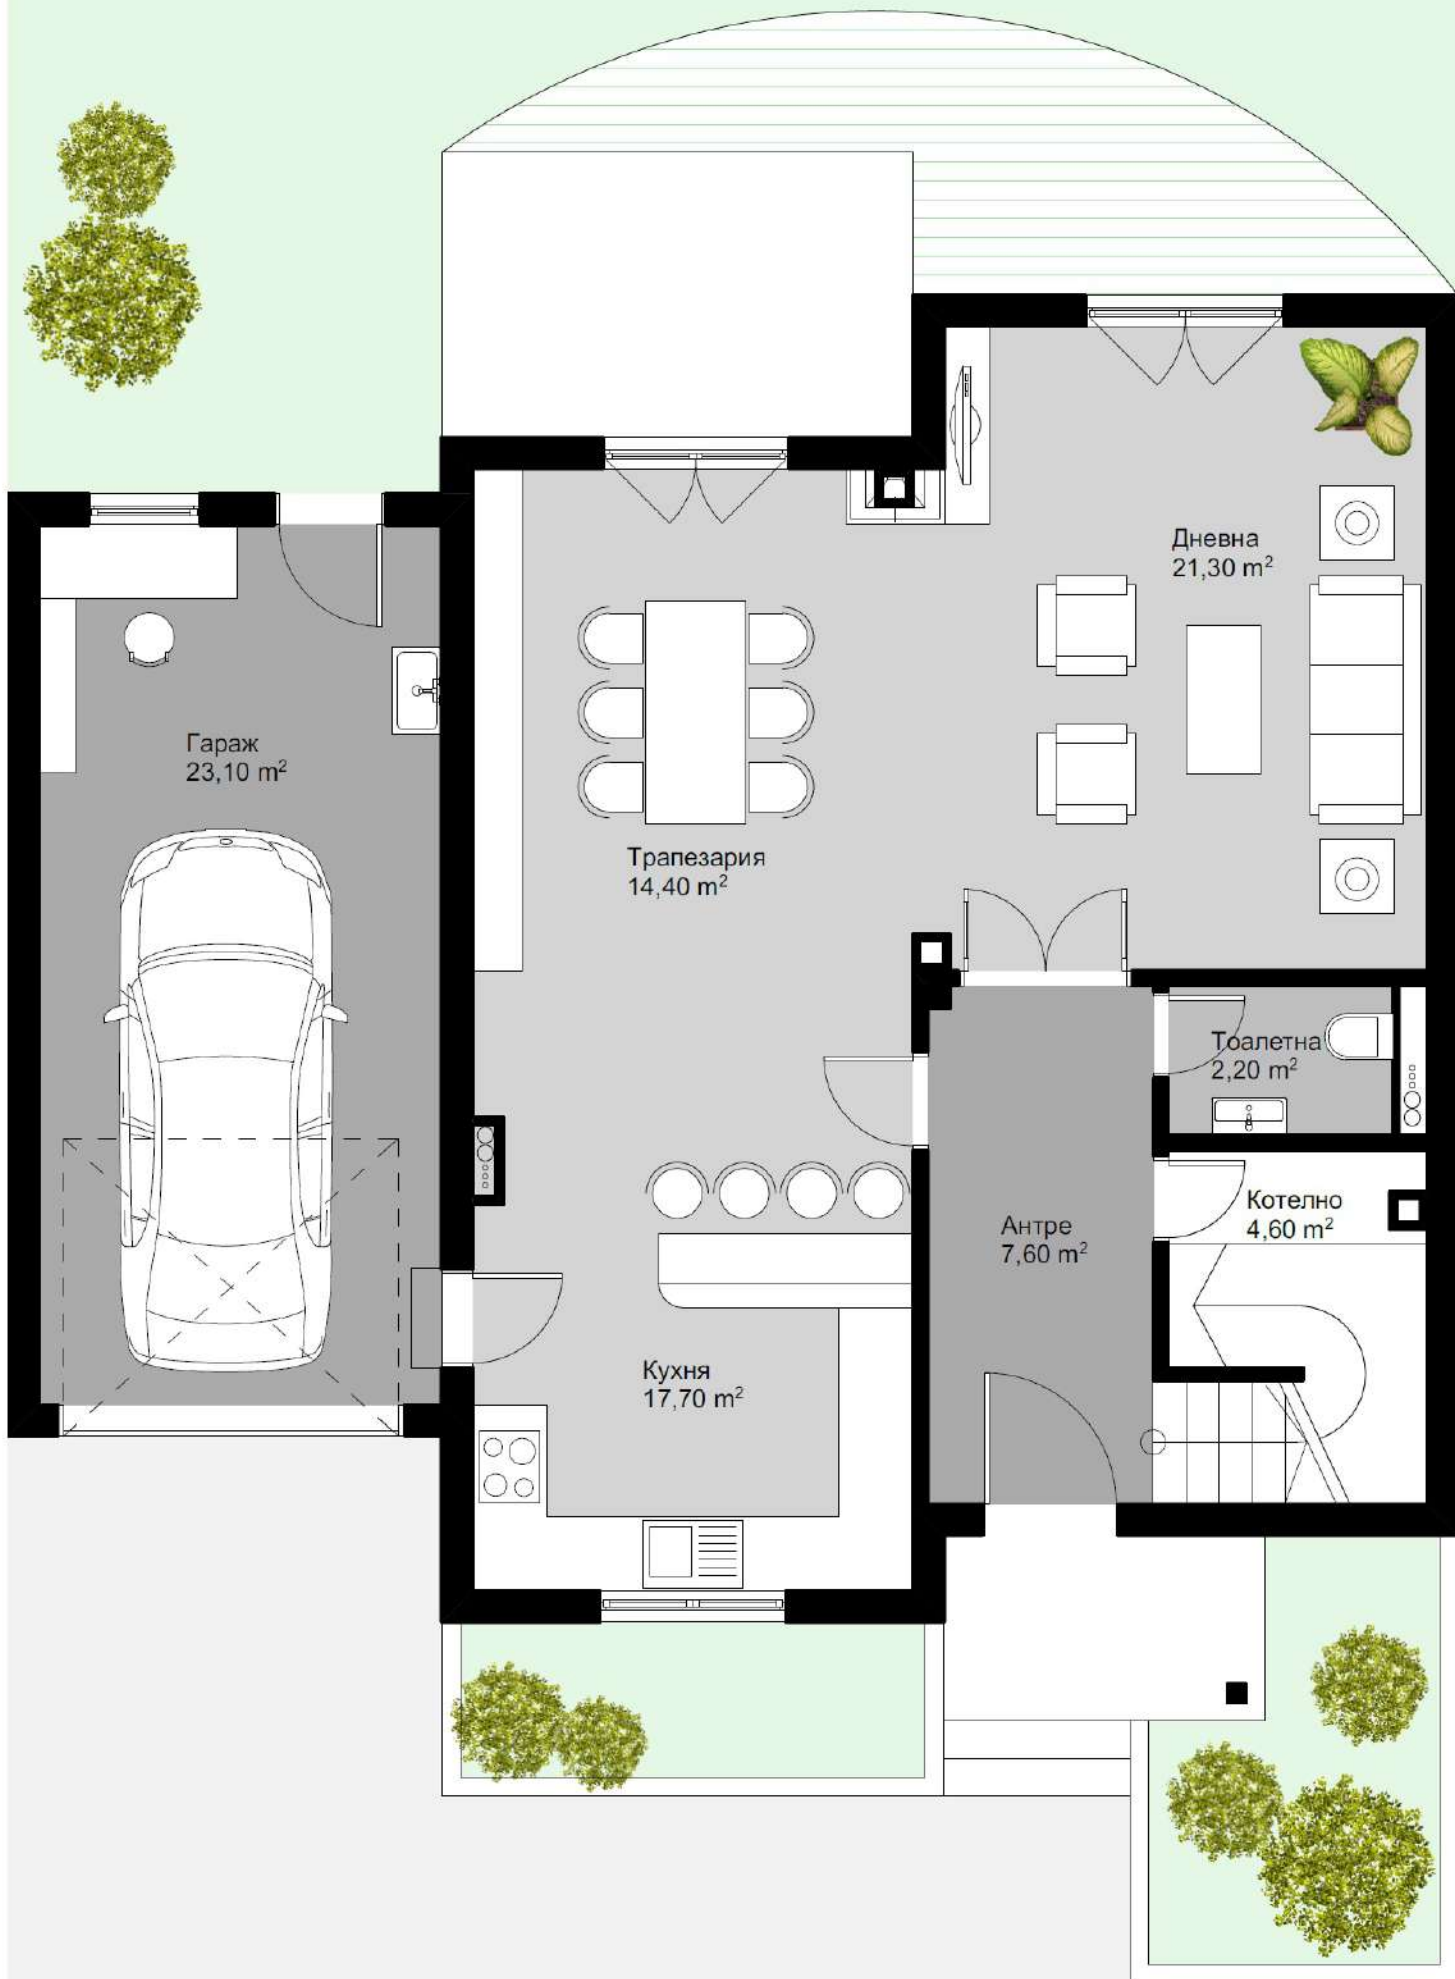 Дневна
21,30 m²
Гараж
23,10 m²
Трапезария
14,40 m²
Тоалетна
2,20 m²
Котелно
4,60 m²
Антре
7,60 m²
Кухня
17,70 m²